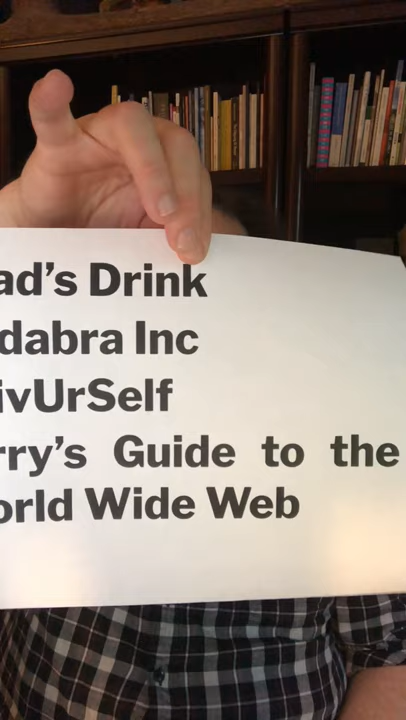 ad's Drink
dabra Inc
ivUrSelf
rry's Guide to the
orld Wide Web